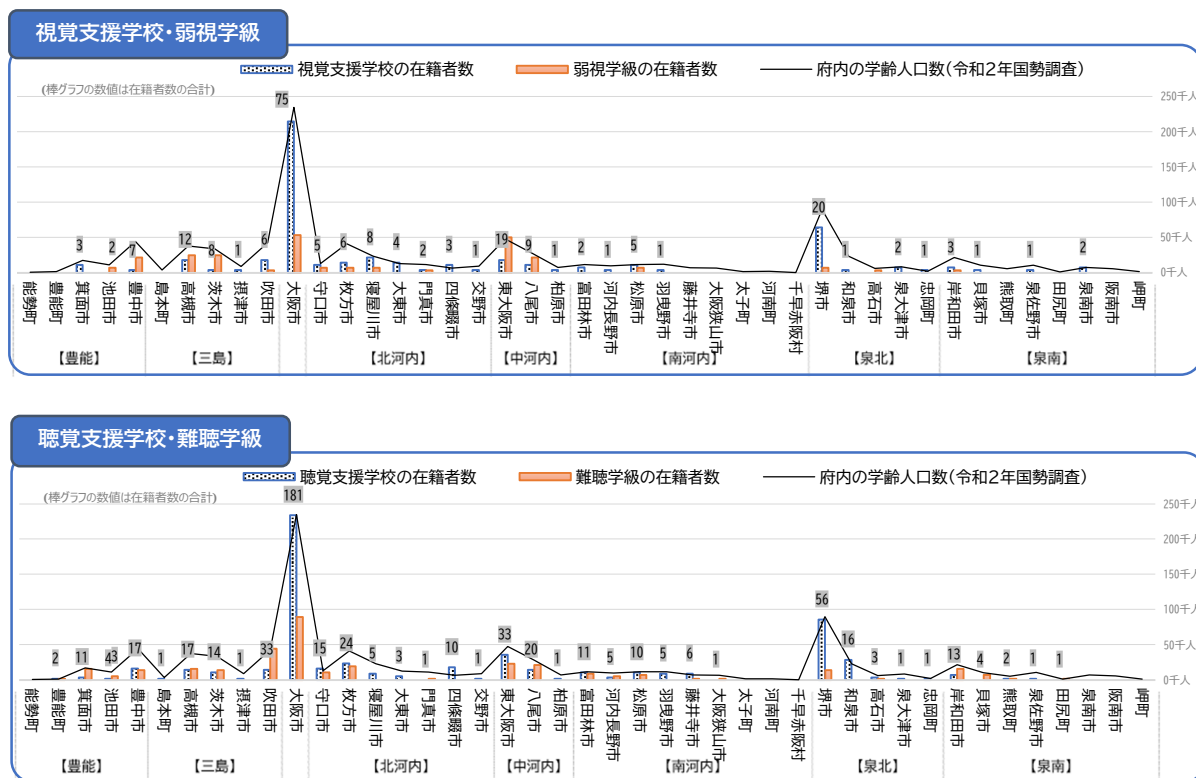 視覚支援学校・弱視学級
視覚支援学校の在籍者数 弱視学級の在籍者数 府内の学齢人口数(令和2年国勢調査)
(棒グラフの数値は在籍者数の合計)
250千人
200千人
150千人
100千人
50千人
0千人
3 2 7 12 8 1 6 75 5 6 8 4 2 3 1 19 9 1 2 1 5 1 20 1 2 1 3 1 1 2
能勢町 豊能町 箕面市 池田市 豊中市 島本町 高槻市 茨木市 摂津市 吹田市 大阪市 守口市 枚方市 寝屋川市 大東市 門真市 四條畷市 交野市 東大阪市 八尾市 柏原市 富田林市 河内長野市 松原市 羽曳野市 藤井寺市 大阪狭山市 太子町 河南町 千早赤阪村 堺市 和泉市 高石市 泉大津市 忠岡町 岸和田市 貝塚市 熊取町 泉佐野市 田尻町 泉南市 阪南市 岬町
【豊能】 【三島】 【北河内】 【中河内】 【南河内】 【泉北】 【泉南】
聴覚支援学校・難聴学級
聴覚支援学校の在籍者数 難聴学級の在籍者数 府内の学齢人口数(令和2年国勢調査)
(棒グラフの数値は在籍者数の合計)
250千人
200千人
150千人
100千人
50千人
0千人
2 11 43 17 1 17 14 1 33 181 15 24 5 3 1 10 1 33 20 1 11 5 10 5 6 1 56 16 3 1 1 13 4 2 1 1
能勢町 豊能町 箕面市 池田市 豊中市 島本町 高槻市 茨木市 摂津市 吹田市 大阪市 守口市 枚方市 寝屋川市 大東市 門真市 四條畷市 交野市 東大阪市 八尾市 柏原市 富田林市 河内長野市 松原市 羽曳野市 藤井寺市 大阪狭山市 太子町 河南町 千早赤阪村 堺市 和泉市 高石市 泉大津市 忠岡町 岸和田市 貝塚市 熊取町 泉佐野市 田尻町 泉南市 阪南市 岬町
【豊能】 【三島】 【北河内】 【中河内】 【南河内】 【泉北】 【泉南】